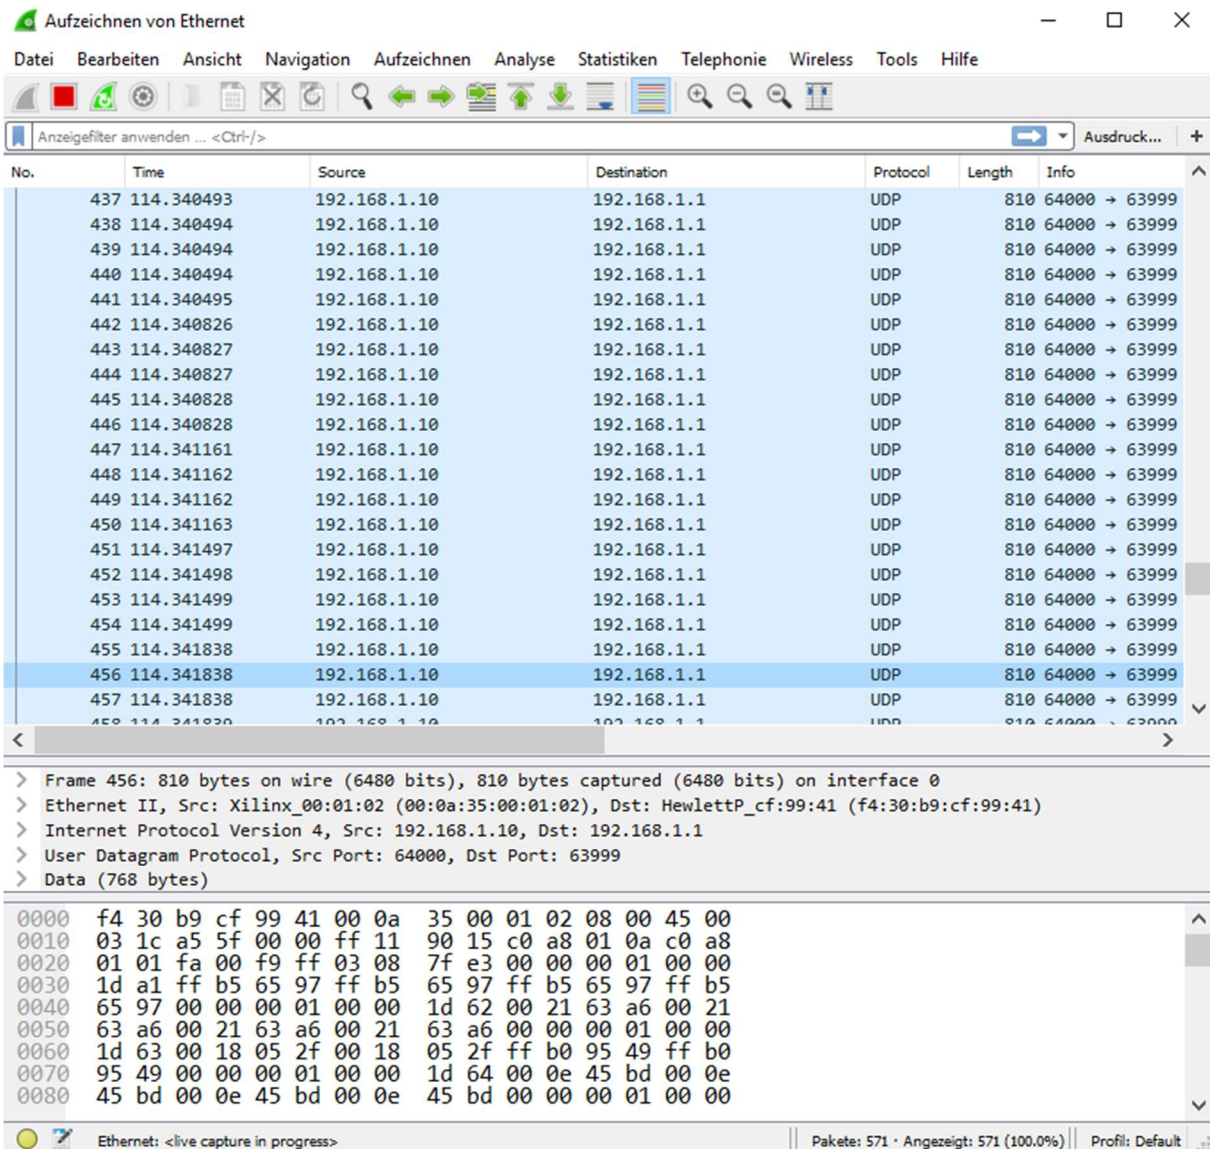 Aufzeichnen von Ethernet
Datei Bearbeiten Ansicht Navigation Aufzeichnen Analyse Statistiken Telephonie Wireless Tools Hilfe
Anzeigefilter anwenden ... <Ctrl-/> Ausdruck... +
No. Time Source Destination Protocol Length Info
437 114.340493 192.168.1.10 192.168.1.1 UDP 810 64000 → 63999
438 114.340494 192.168.1.10 192.168.1.1 UDP 810 64000 → 63999
439 114.340494 192.168.1.10 192.168.1.1 UDP 810 64000 → 63999
440 114.340494 192.168.1.10 192.168.1.1 UDP 810 64000 → 63999
441 114.340495 192.168.1.10 192.168.1.1 UDP 810 64000 → 63999
442 114.340826 192.168.1.10 192.168.1.1 UDP 810 64000 → 63999
443 114.340827 192.168.1.10 192.168.1.1 UDP 810 64000 → 63999
444 114.340827 192.168.1.10 192.168.1.1 UDP 810 64000 → 63999
445 114.340828 192.168.1.10 192.168.1.1 UDP 810 64000 → 63999
446 114.340828 192.168.1.10 192.168.1.1 UDP 810 64000 → 63999
447 114.341161 192.168.1.10 192.168.1.1 UDP 810 64000 → 63999
448 114.341162 192.168.1.10 192.168.1.1 UDP 810 64000 → 63999
449 114.341162 192.168.1.10 192.168.1.1 UDP 810 64000 → 63999
450 114.341163 192.168.1.10 192.168.1.1 UDP 810 64000 → 63999
451 114.341497 192.168.1.10 192.168.1.1 UDP 810 64000 → 63999
452 114.341498 192.168.1.10 192.168.1.1 UDP 810 64000 → 63999
453 114.341499 192.168.1.10 192.168.1.1 UDP 810 64000 → 63999
454 114.341499 192.168.1.10 192.168.1.1 UDP 810 64000 → 63999
455 114.341838 192.168.1.10 192.168.1.1 UDP 810 64000 → 63999
456 114.341838 192.168.1.10 192.168.1.1 UDP 810 64000 → 63999
457 114.341838 192.168.1.10 192.168.1.1 UDP 810 64000 → 63999
458 114.341839 192.168.1.10 192.168.1.1 UDP 810 64000 → 63999
Frame 456: 810 bytes on wire (6480 bits), 810 bytes captured (6480 bits) on interface 0
Ethernet II, Src: Xilinx_00:01:02 (00:0a:35:00:01:02), Dst: HewlettP_cf:99:41 (f4:30:b9:cf:99:41)
Internet Protocol Version 4, Src: 192.168.1.10, Dst: 192.168.1.1
User Datagram Protocol, Src Port: 64000, Dst Port: 63999
Data (768 bytes)
0000 f4 30 b9 cf 99 41 00 0a 35 00 01 02 08 00 45 00
0010 03 1c a5 5f 00 00 ff 11 90 15 c0 a8 01 0a c0 a8
0020 01 01 fa 00 f9 ff 03 08 7f e3 00 00 00 01 00 00
0030 1d a1 ff b5 65 97 ff b5 65 97 ff b5 65 97 ff b5
0040 65 97 00 00 00 01 00 00 1d 62 00 21 63 a6 00 21
0050 63 a6 00 21 63 a6 00 21 63 a6 00 00 00 01 00 00
0060 1d 63 00 18 05 2f 00 18 05 2f ff b0 95 49 ff b0
0070 95 49 00 00 00 01 00 00 1d 64 00 0e 45 bd 00 0e
0080 45 bd 00 0e 45 bd 00 0e 45 bd 00 00 00 01 00 00
Ethernet: <live capture in progress> Pakete: 571 · Angezeigt: 571 (100.0%) Profil: Default